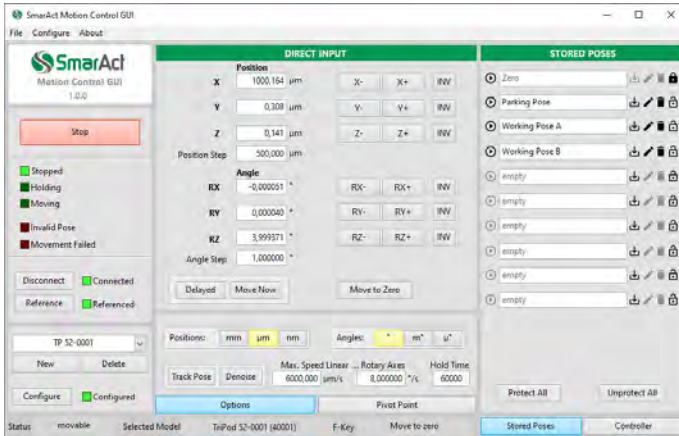 SmarAct Motion Control GUI
File Configure About
SmarAct
Motion Control GUI
1.0.0
Stop
Stopped
Holding
Moving
Invalid Pose
Movement Failed
Disconnect Connected
Reference Referenced
TP 52-0001
New Delete
Configure Configured
DIRECT INPUT
Position
X 1000,164 µm X- X+ INV
Y 0,308 µm Y- Y+ INV
Z 0,141 µm Z- Z+ INV
Position Step 500,000 µm
Angle
RX -0,000051 ° RX- RX+ INV
RY 0,000040 ° RY- RY+ INV
RZ 3,999371 ° RZ- RZ+ INV
Angle Step 1,000000 °
Delayed Move Now Move to Zero
Positions: mm µm nm Angles: ° m° µ°
Max. Speed Linear ... Rotary Axes Hold Time
Track Pose Denoise 6000,000 µm/s 8,000000 °/s 60000
Options Pivot Point
STORED POSES
Zero
Parking Pose
Working Pose A
Working Pose B
empty
empty
empty
empty
empty
empty
Protect All Unprotect All
Stored Poses Controller
Status movable Selected Model TriPod 52-0001 (40001) F-Key Move to zero